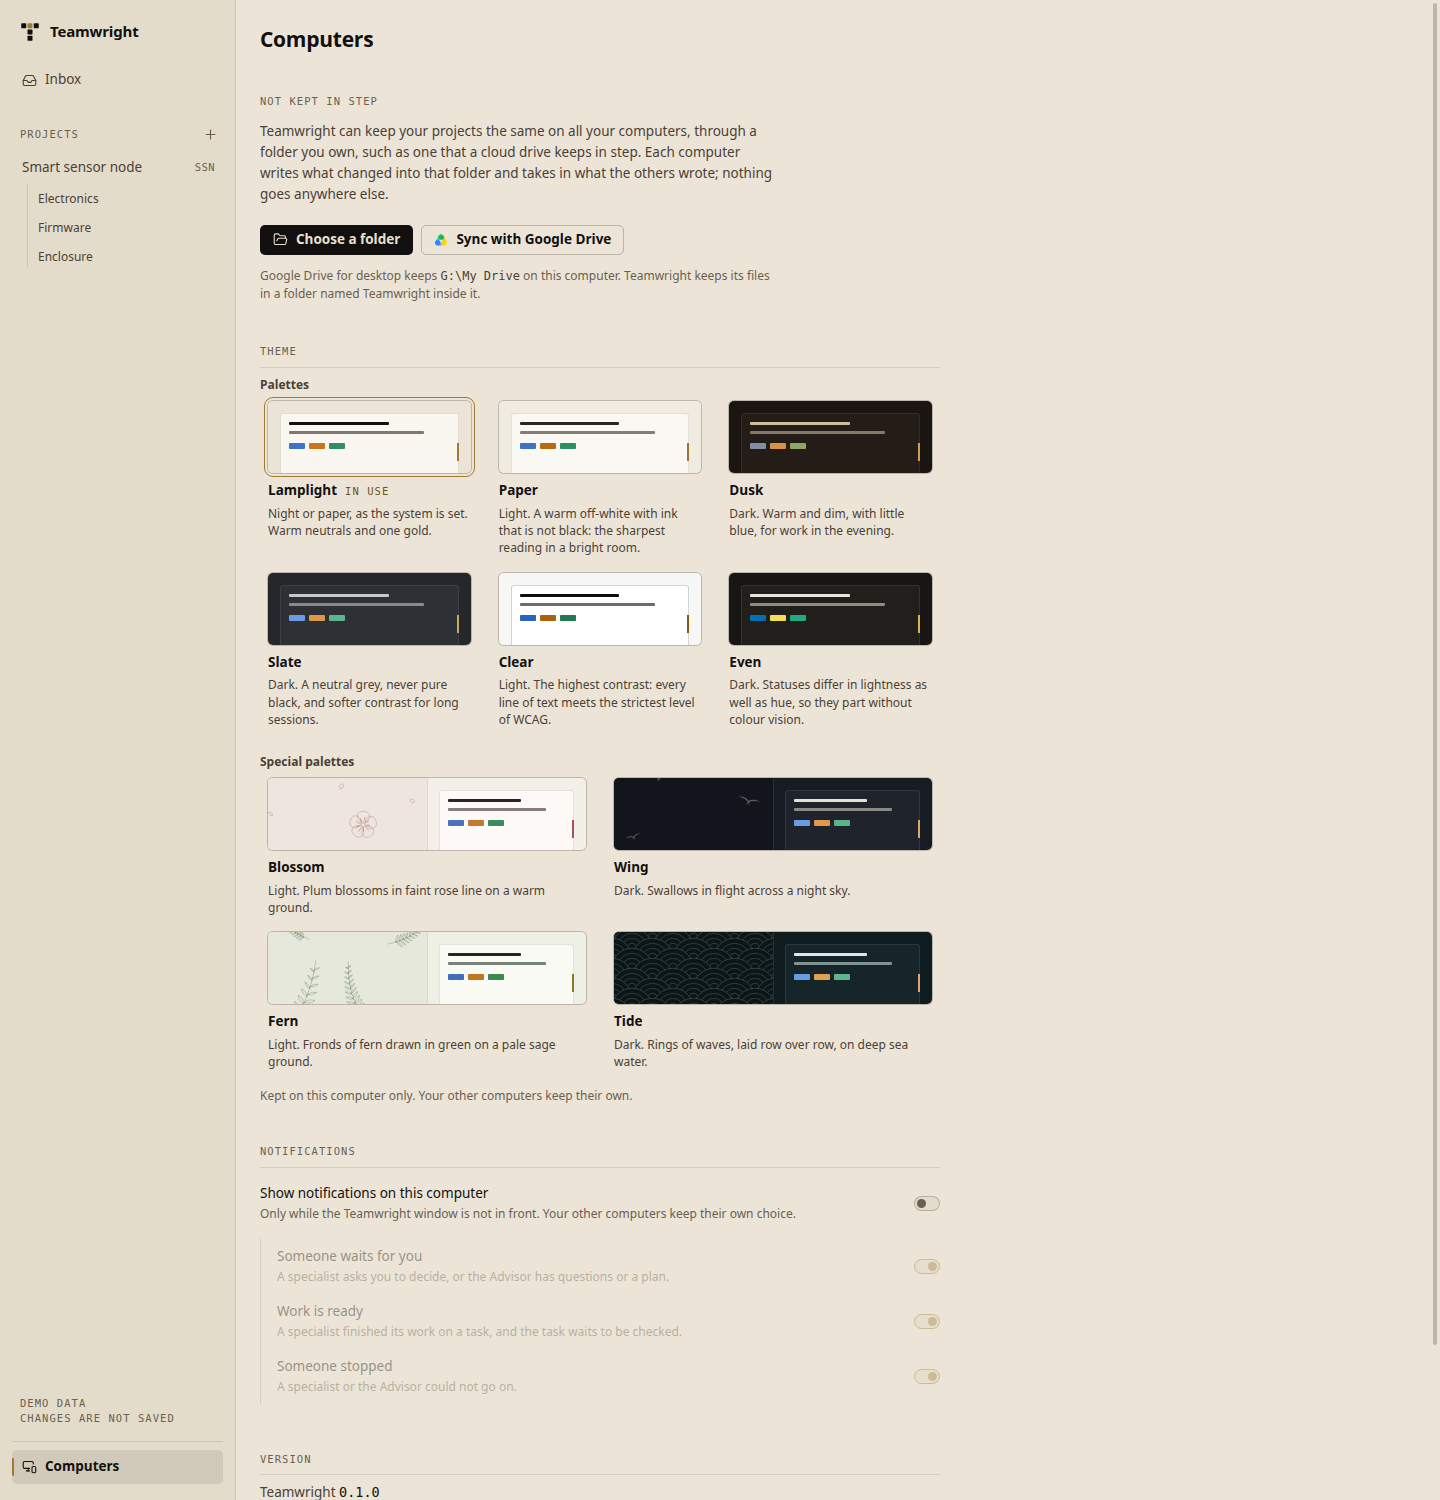 Teamwright
Inbox
PROJECTS
Smart sensor node SSN
Electronics
Firmware
Enclosure
DEMO DATA
CHANGES ARE NOT SAVED
Computers
Computers
NOT KEPT IN STEP
Teamwright can keep your projects the same on all your computers, through a
folder you own, such as one that a cloud drive keeps in step. Each computer
writes what changed into that folder and takes in what the others wrote; nothing
goes anywhere else.
Choose a folder Sync with Google Drive
Google Drive for desktop keeps G:\My Drive on this computer. Teamwright keeps its files
in a folder named Teamwright inside it.
THEME
Palettes
Lamplight IN USE
Night or paper, as the system is set.
Warm neutrals and one gold.
Paper
Light. A warm off-white with ink
that is not black: the sharpest
reading in a bright room.
Dusk
Dark. Warm and dim, with little
blue, for work in the evening.
Slate
Dark. A neutral grey, never pure
black, and softer contrast for long
sessions.
Clear
Light. The highest contrast: every
line of text meets the strictest level
of WCAG.
Even
Dark. Statuses differ in lightness as
well as hue, so they part without
colour vision.
Special palettes
Blossom
Light. Plum blossoms in faint rose line on a warm
ground.
Wing
Dark. Swallows in flight across a night sky.
Fern
Light. Fronds of fern drawn in green on a pale sage
ground.
Tide
Dark. Rings of waves, laid row over row, on deep sea
water.
Kept on this computer only. Your other computers keep their own.
NOTIFICATIONS
Show notifications on this computer
Only while the Teamwright window is not in front. Your other computers keep their own choice.
Someone waits for you
A specialist asks you to decide, or the Advisor has questions or a plan.
Work is ready
A specialist finished its work on a task, and the task waits to be checked.
Someone stopped
A specialist or the Advisor could not go on.
VERSION
Teamwright 0.1.0